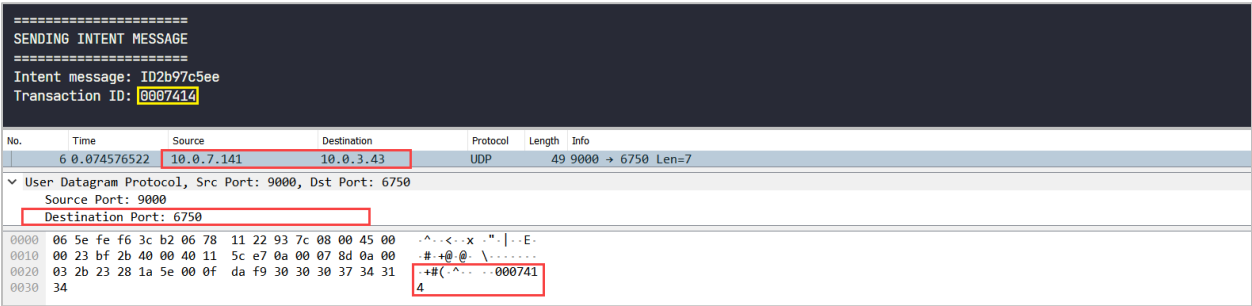 ======================
SENDING INTENT MESSAGE
======================
Intent message: ID2b97c5ee
Transaction ID: 0007414
No. Time Source Destination Protocol Length Info
6 0.074576522 10.0.7.141 10.0.3.43 UDP 49 9000 → 6750 Len=7
User Datagram Protocol, Src Port: 9000, Dst Port: 6750
Source Port: 9000
Destination Port: 6750
0000 06 5e fe f6 3c b2 06 78 11 22 93 7c 08 00 45 00 ·^··<··x ·"·|··E·
0010 00 23 bf 2b 40 00 40 11 5c e7 0a 00 07 8d 0a 00 ·#·+@·@· \·······
0020 03 2b 23 28 1a 5e 00 0f da f9 30 30 30 37 34 31 ·+#(·^·· ··000741
0030 34 4